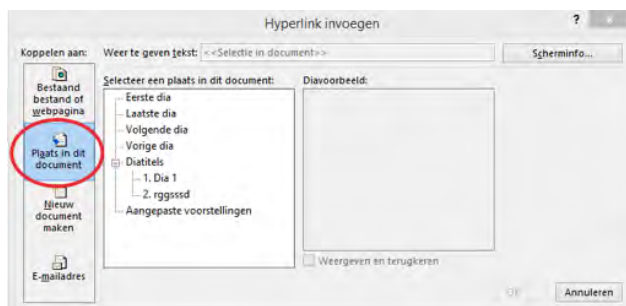 Hyperlink invoegen
?
Koppelen aan:
Weer te geven tekst:
<<Selectie in document>>
Scherminfo...
Bestaand
bestand of
webpagina
Plaats in dit
document
Nieuw
document
maken
E-mailadres
Selecteer een plaats in dit document:
Eerste dia
Laatste dia
Volgende dia
Vorige dia
Diatitels
1. Dia 1
2. rggsssd
Aangepaste voorstellingen
Diavoorbeeld:
Weergeven en terugkeren
OK
Annuleren